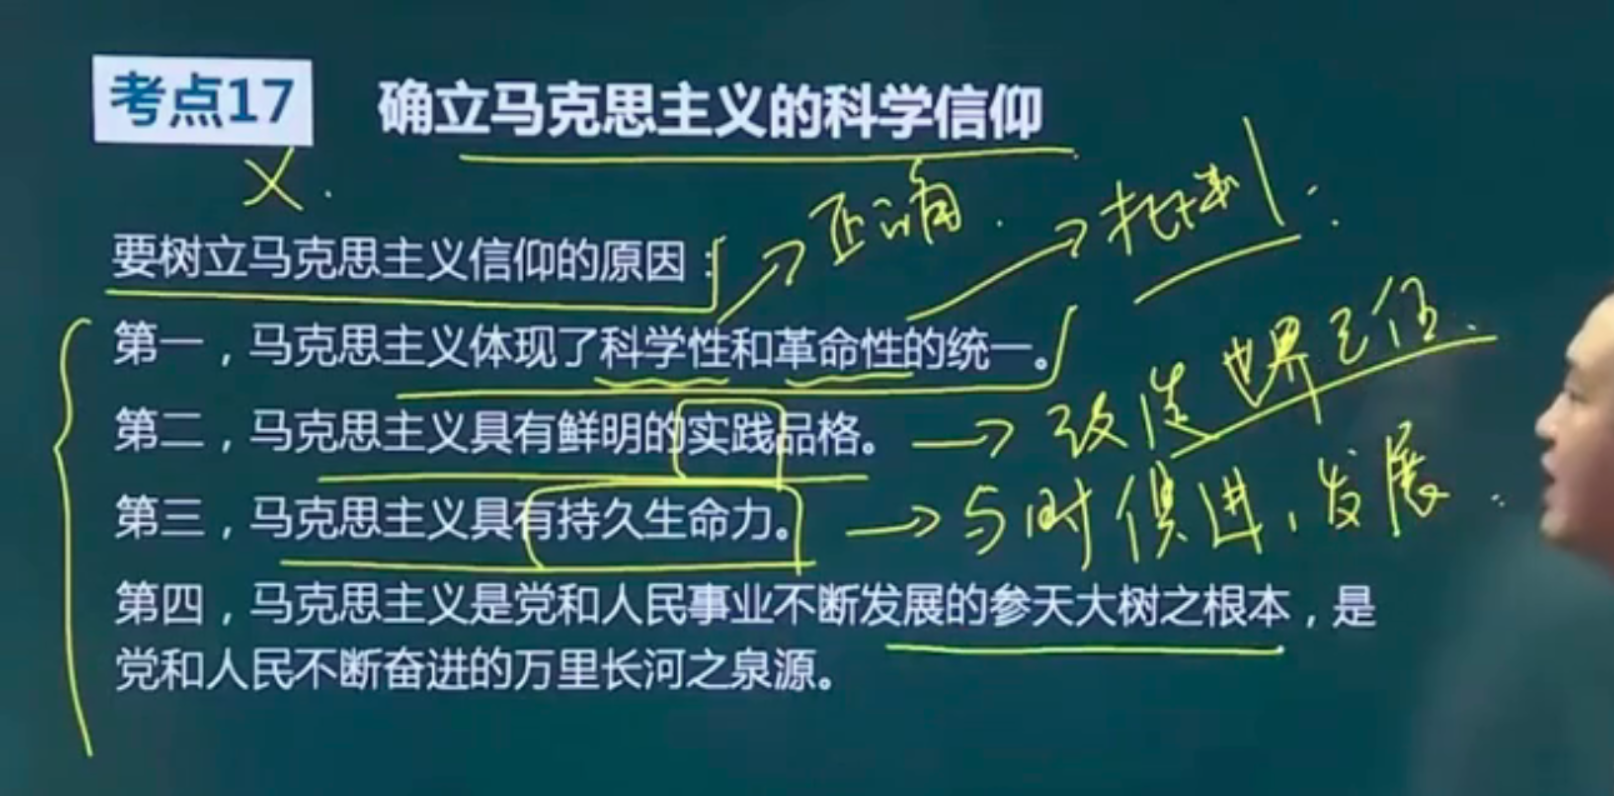 考点17 确立马克思主义的科学信仰
X.
正确.
批判
要树立马克思主义信仰的原因：
第一，马克思主义体现了科学性和革命性的统一。
第二，马克思主义具有鲜明的实践品格。
改造世界己任.
第三，马克思主义具有持久生命力。
与时俱进、发展
第四，马克思主义是党和人民事业不断发展的参天大树之根本，是
党和人民不断奋进的万里长河之泉源。